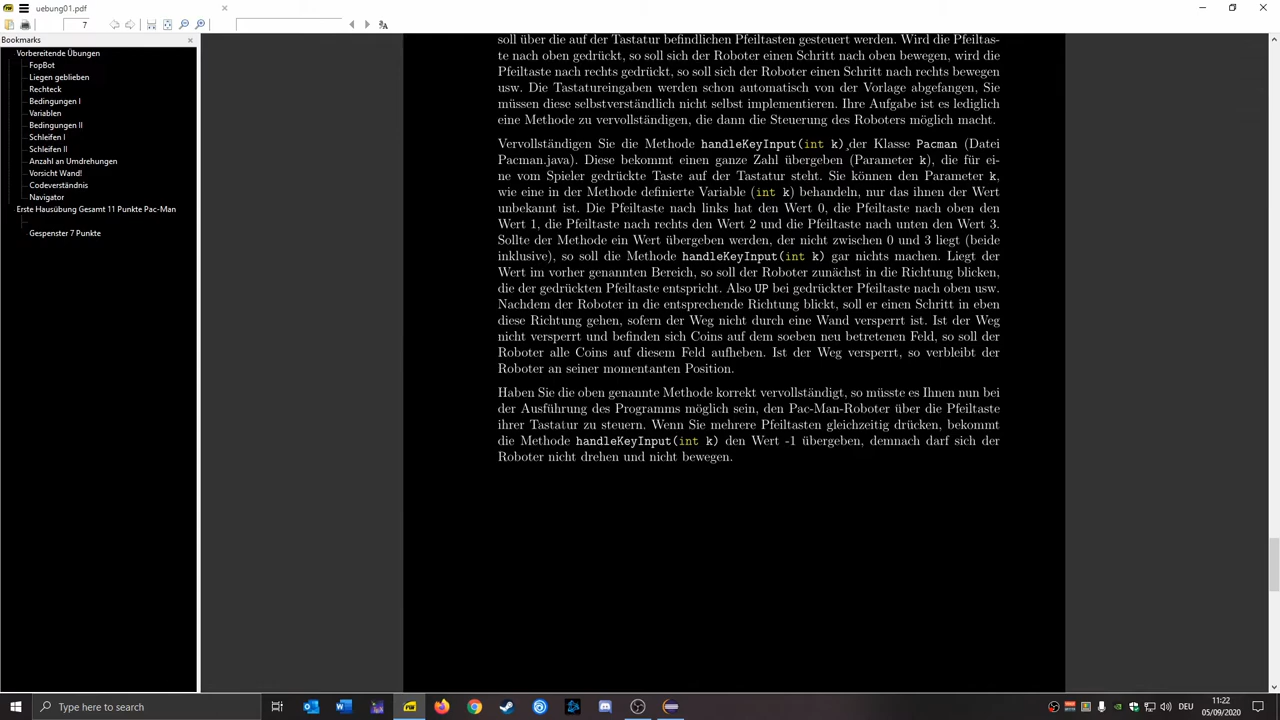 uebung01.pdf
7
Bookmarks
Vorbereitende Übungen
FopBot
Liegen geblieben
Rechteck
Bedingungen I
Variablen
Bedingungen II
Schleifen I
Schleifen II
Anzahl an Umdrehungen
Vorsicht Wand!
Codeverständnis
Navigator
Erste Hausübung Gesamt 11 Punkte Pac-Man
Gespenster 7 Punkte
soll über die auf der Tastatur befindlichen Pfeiltasten gesteuert werden. Wird die Pfeiltas-
te nach oben gedrückt, so soll sich der Roboter einen Schritt nach oben bewegen, wird die
Pfeiltaste nach rechts gedrückt, so soll sich der Roboter einen Schritt nach rechts bewegen
usw. Die Tastatureingaben werden schon automatisch von der Vorlage abgefangen, Sie
müssen diese selbstverständlich nicht selbst implementieren. Ihre Aufgabe ist es lediglich
eine Methode zu vervollständigen, die dann die Steuerung des Roboters möglich macht.
Vervollständigen Sie die Methode handleKeyInput(int k) der Klasse Pacman (Datei
Pacman.java). Diese bekommt einen ganze Zahl übergeben (Parameter k), die für ei-
ne vom Spieler gedrückte Taste auf der Tastatur steht. Sie können den Parameter k,
wie eine in der Methode definierte Variable (int k) behandeln, nur das ihnen der Wert
unbekannt ist. Die Pfeiltaste nach links hat den Wert 0, die Pfeiltaste nach oben den
Wert 1, die Pfeiltaste nach rechts den Wert 2 und die Pfeiltaste nach unten den Wert 3.
Sollte der Methode ein Wert übergeben werden, der nicht zwischen 0 und 3 liegt (beide
inklusive), so soll die Methode handleKeyInput(int k) gar nichts machen. Liegt der
Wert im vorher genannten Bereich, so soll der Roboter zunächst in die Richtung blicken,
die der gedrückten Pfeiltaste entspricht. Also UP bei gedrückter Pfeiltaste nach oben usw.
Nachdem der Roboter in die entsprechende Richtung blickt, soll er einen Schritt in eben
diese Richtung gehen, sofern der Weg nicht durch eine Wand versperrt ist. Ist der Weg
nicht versperrt und befinden sich Coins auf dem soeben neu betretenen Feld, so soll der
Roboter alle Coins auf diesem Feld aufheben. Ist der Weg versperrt, so verbleibt der
Roboter an seiner momentanten Position.
Haben Sie die oben genannte Methode korrekt vervollständigt, so müsste es Ihnen nun bei
der Ausführung des Programms möglich sein, den Pac-Man-Roboter über die Pfeiltaste
ihrer Tastatur zu steuern. Wenn Sie mehrere Pfeiltasten gleichzeitig drücken, bekommt
die Methode handleKeyInput(int k) den Wert -1 übergeben, demnach darf sich der
Roboter nicht drehen und nicht bewegen.
Type here to search
DEU
11:22
05/09/2020